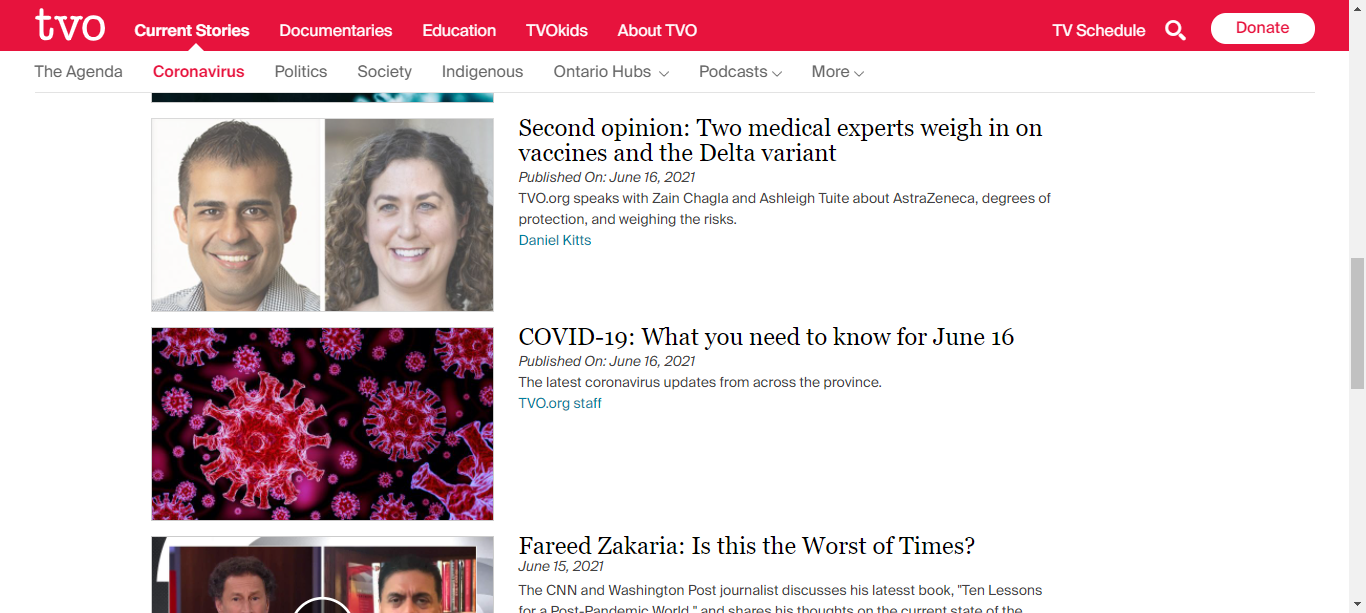 tvo
Current Stories
Documentaries
Education
TVOkids
About TVO
TV Schedule
Donate
The Agenda
Coronavirus
Politics
Society
Indigenous
Ontario Hubs
Podcasts
More
Second opinion: Two medical experts weigh in on
vaccines and the Delta variant
Published On: June 16, 2021
TVO.org speaks with Zain Chagla and Ashleigh Tuite about AstraZeneca, degrees of
protection, and weighing the risks.
Daniel Kitts
COVID-19: What you need to know for June 16
Published On: June 16, 2021
The latest coronavirus updates from across the province.
TVO.org staff
Fareed Zakaria: Is this the Worst of Times?
June 15, 2021
The CNN and Washington Post journalist discusses his latesst book, "Ten Lessons
for a Post-Pandemic World," and shares his thoughts on the current state of the